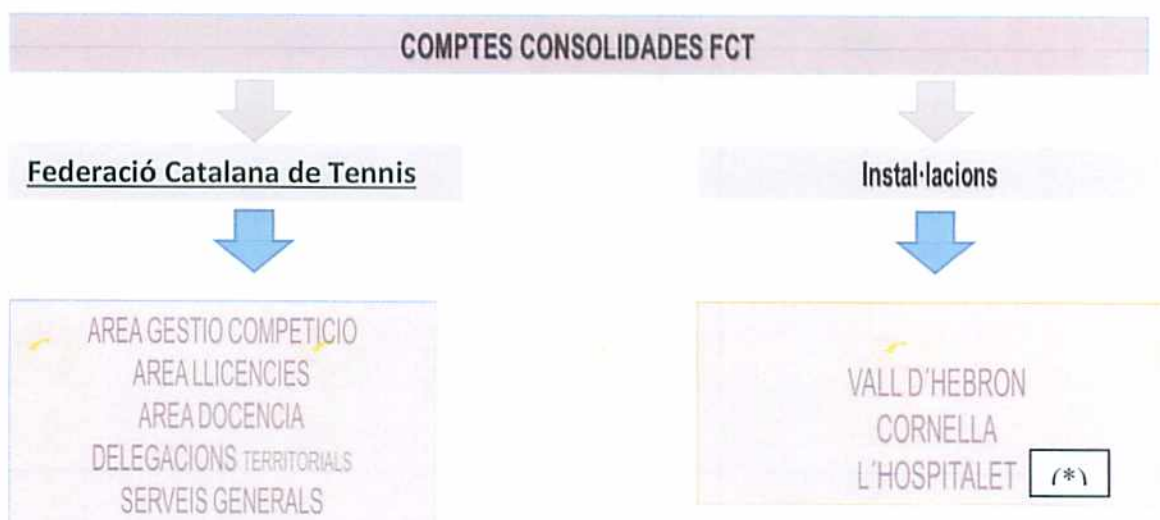 COMPTES CONSOLIDADES FCT
Federació Catalana de Tennis
Instal·lacions
AREA GESTIO COMPETICIO
AREA LLICENCIES
AREA DOCENCIA
DELEGACIONS TERRITORIALS
SERVEIS GENERALS
VALL D´HEBRON
CORNELLA
L´HOSPITALET (*)